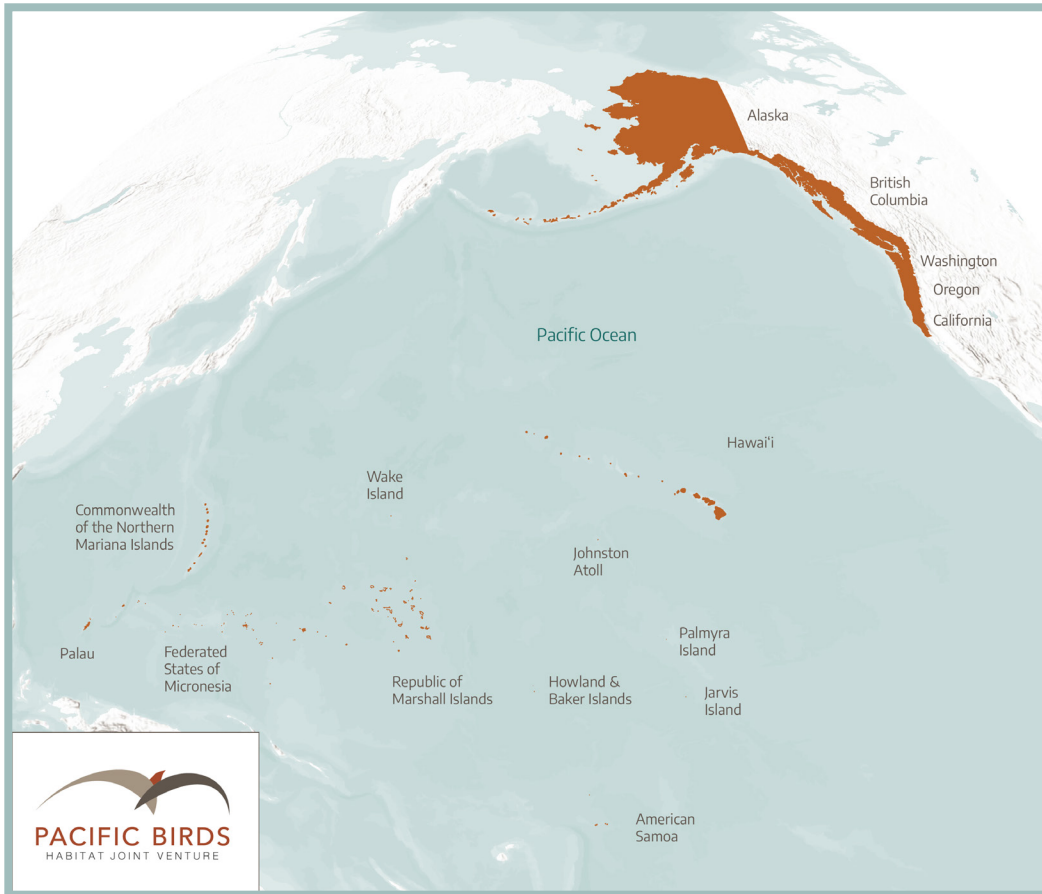 Alaska
British
Columbia
Washington
Oregon
California
Pacific Ocean
Hawai‘i
Wake
Island
Commonwealth
of the Northern
Mariana Islands
Johnston
Atoll
Palau
Federated
States of
Micronesia
Republic of
Marshall Islands
Howland &
Baker Islands
Palmyra
Island
Jarvis
Island
American
Samoa
PACIFIC BIRDS
HABITAT JOINT VENTURE